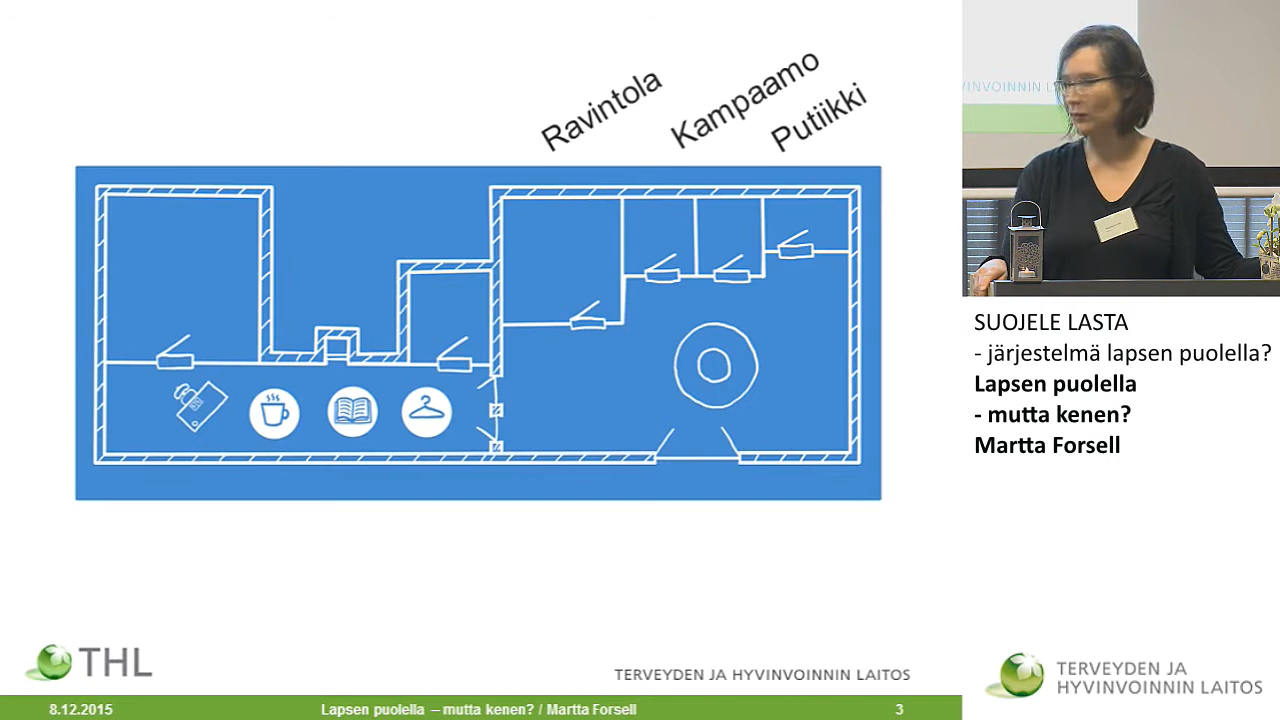 Ravintola
Kampaamo
Putiikki
THL
TERVEYDEN JA HYVINVOINNIN LAITOS
8.12.2015
Lapsen puolella – mutta kenen? / Martta Forsell
3
SUOJELE LASTA
- järjestelmä lapsen puolella?
Lapsen puolella
- mutta kenen?
Martta Forsell
TERVEYDEN JA
HYVINVOINNIN LAITOS